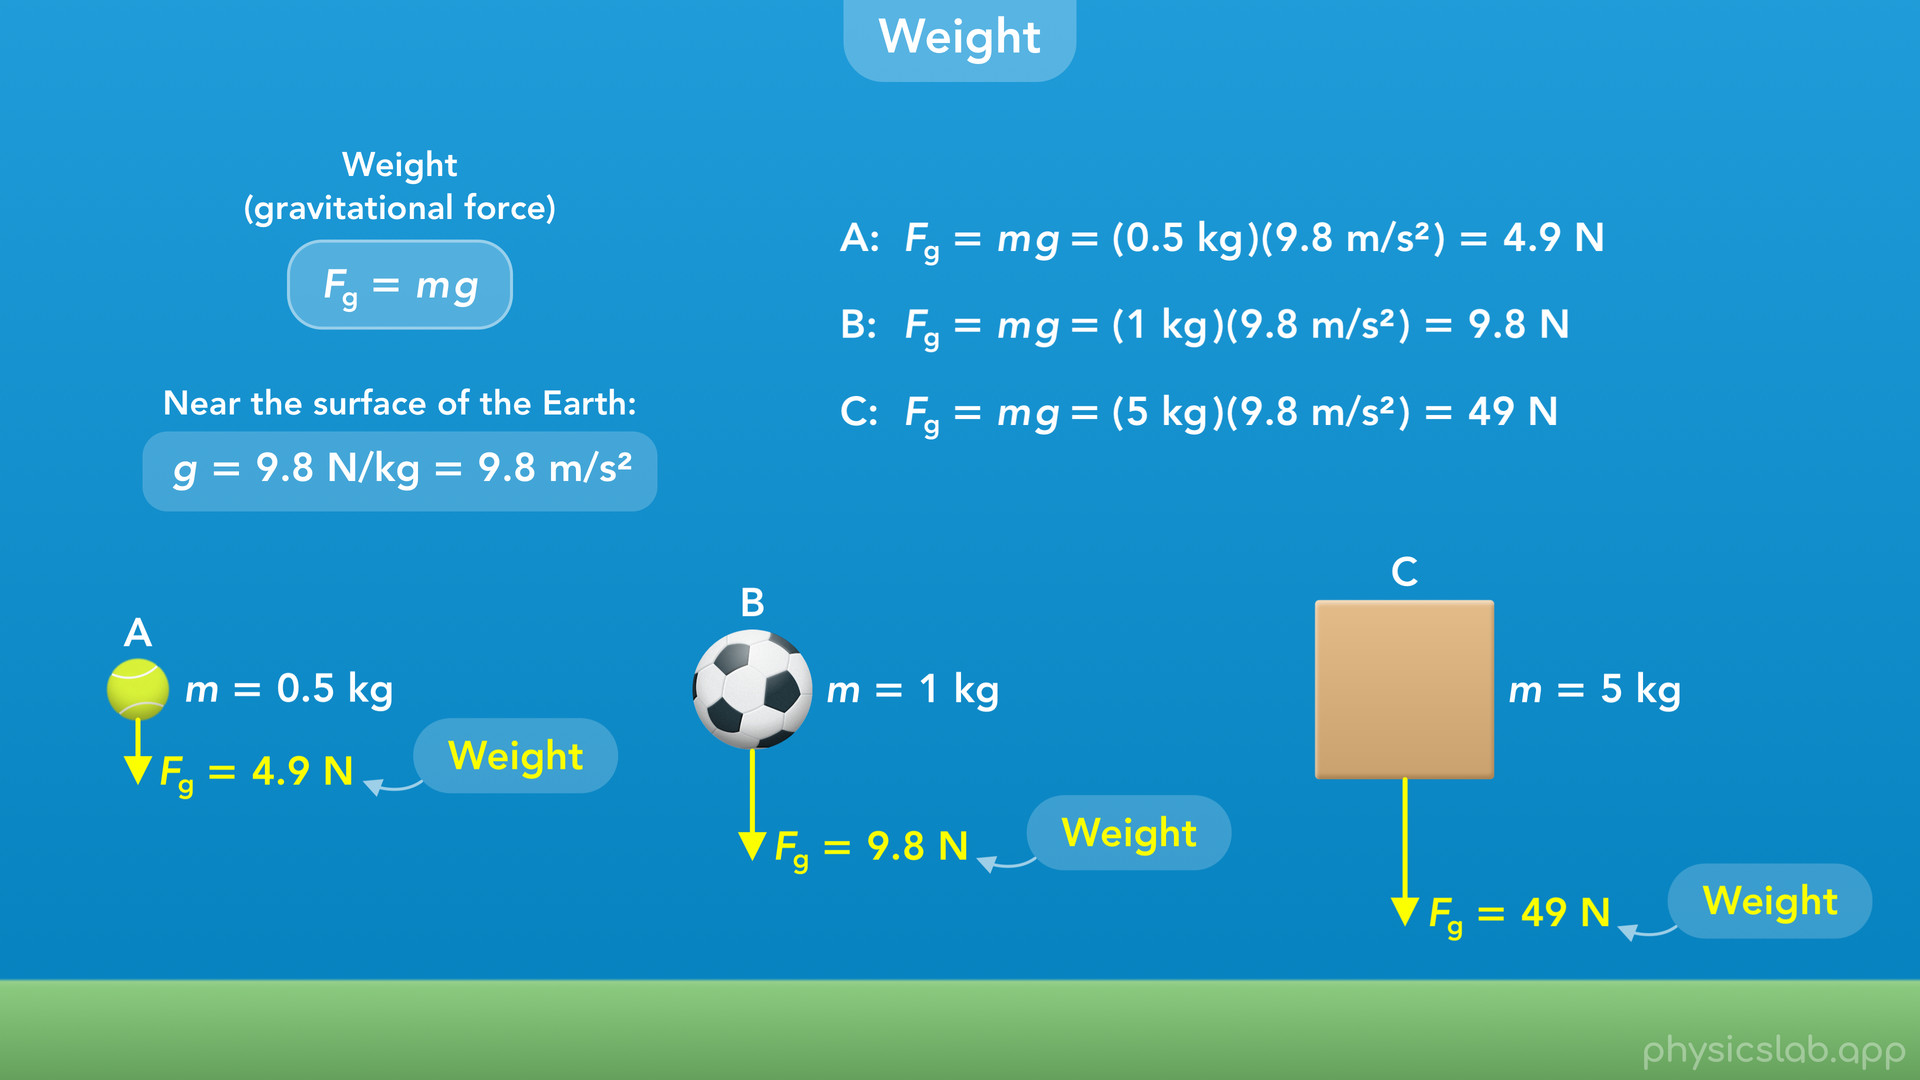 Weight
Weight
(gravitational force)
Fg = mg
Near the surface of the Earth:
g = 9.8 N/kg = 9.8 m/s²
A: Fg = mg = (0.5 kg)(9.8 m/s²) = 4.9 N
B: Fg = mg = (1 kg)(9.8 m/s²) = 9.8 N
C: Fg = mg = (5 kg)(9.8 m/s²) = 49 N
A
m = 0.5 kg
Fg = 4.9 N
Weight
B
m = 1 kg
Fg = 9.8 N
Weight
C
m = 5 kg
Fg = 49 N
Weight
physicslab.app